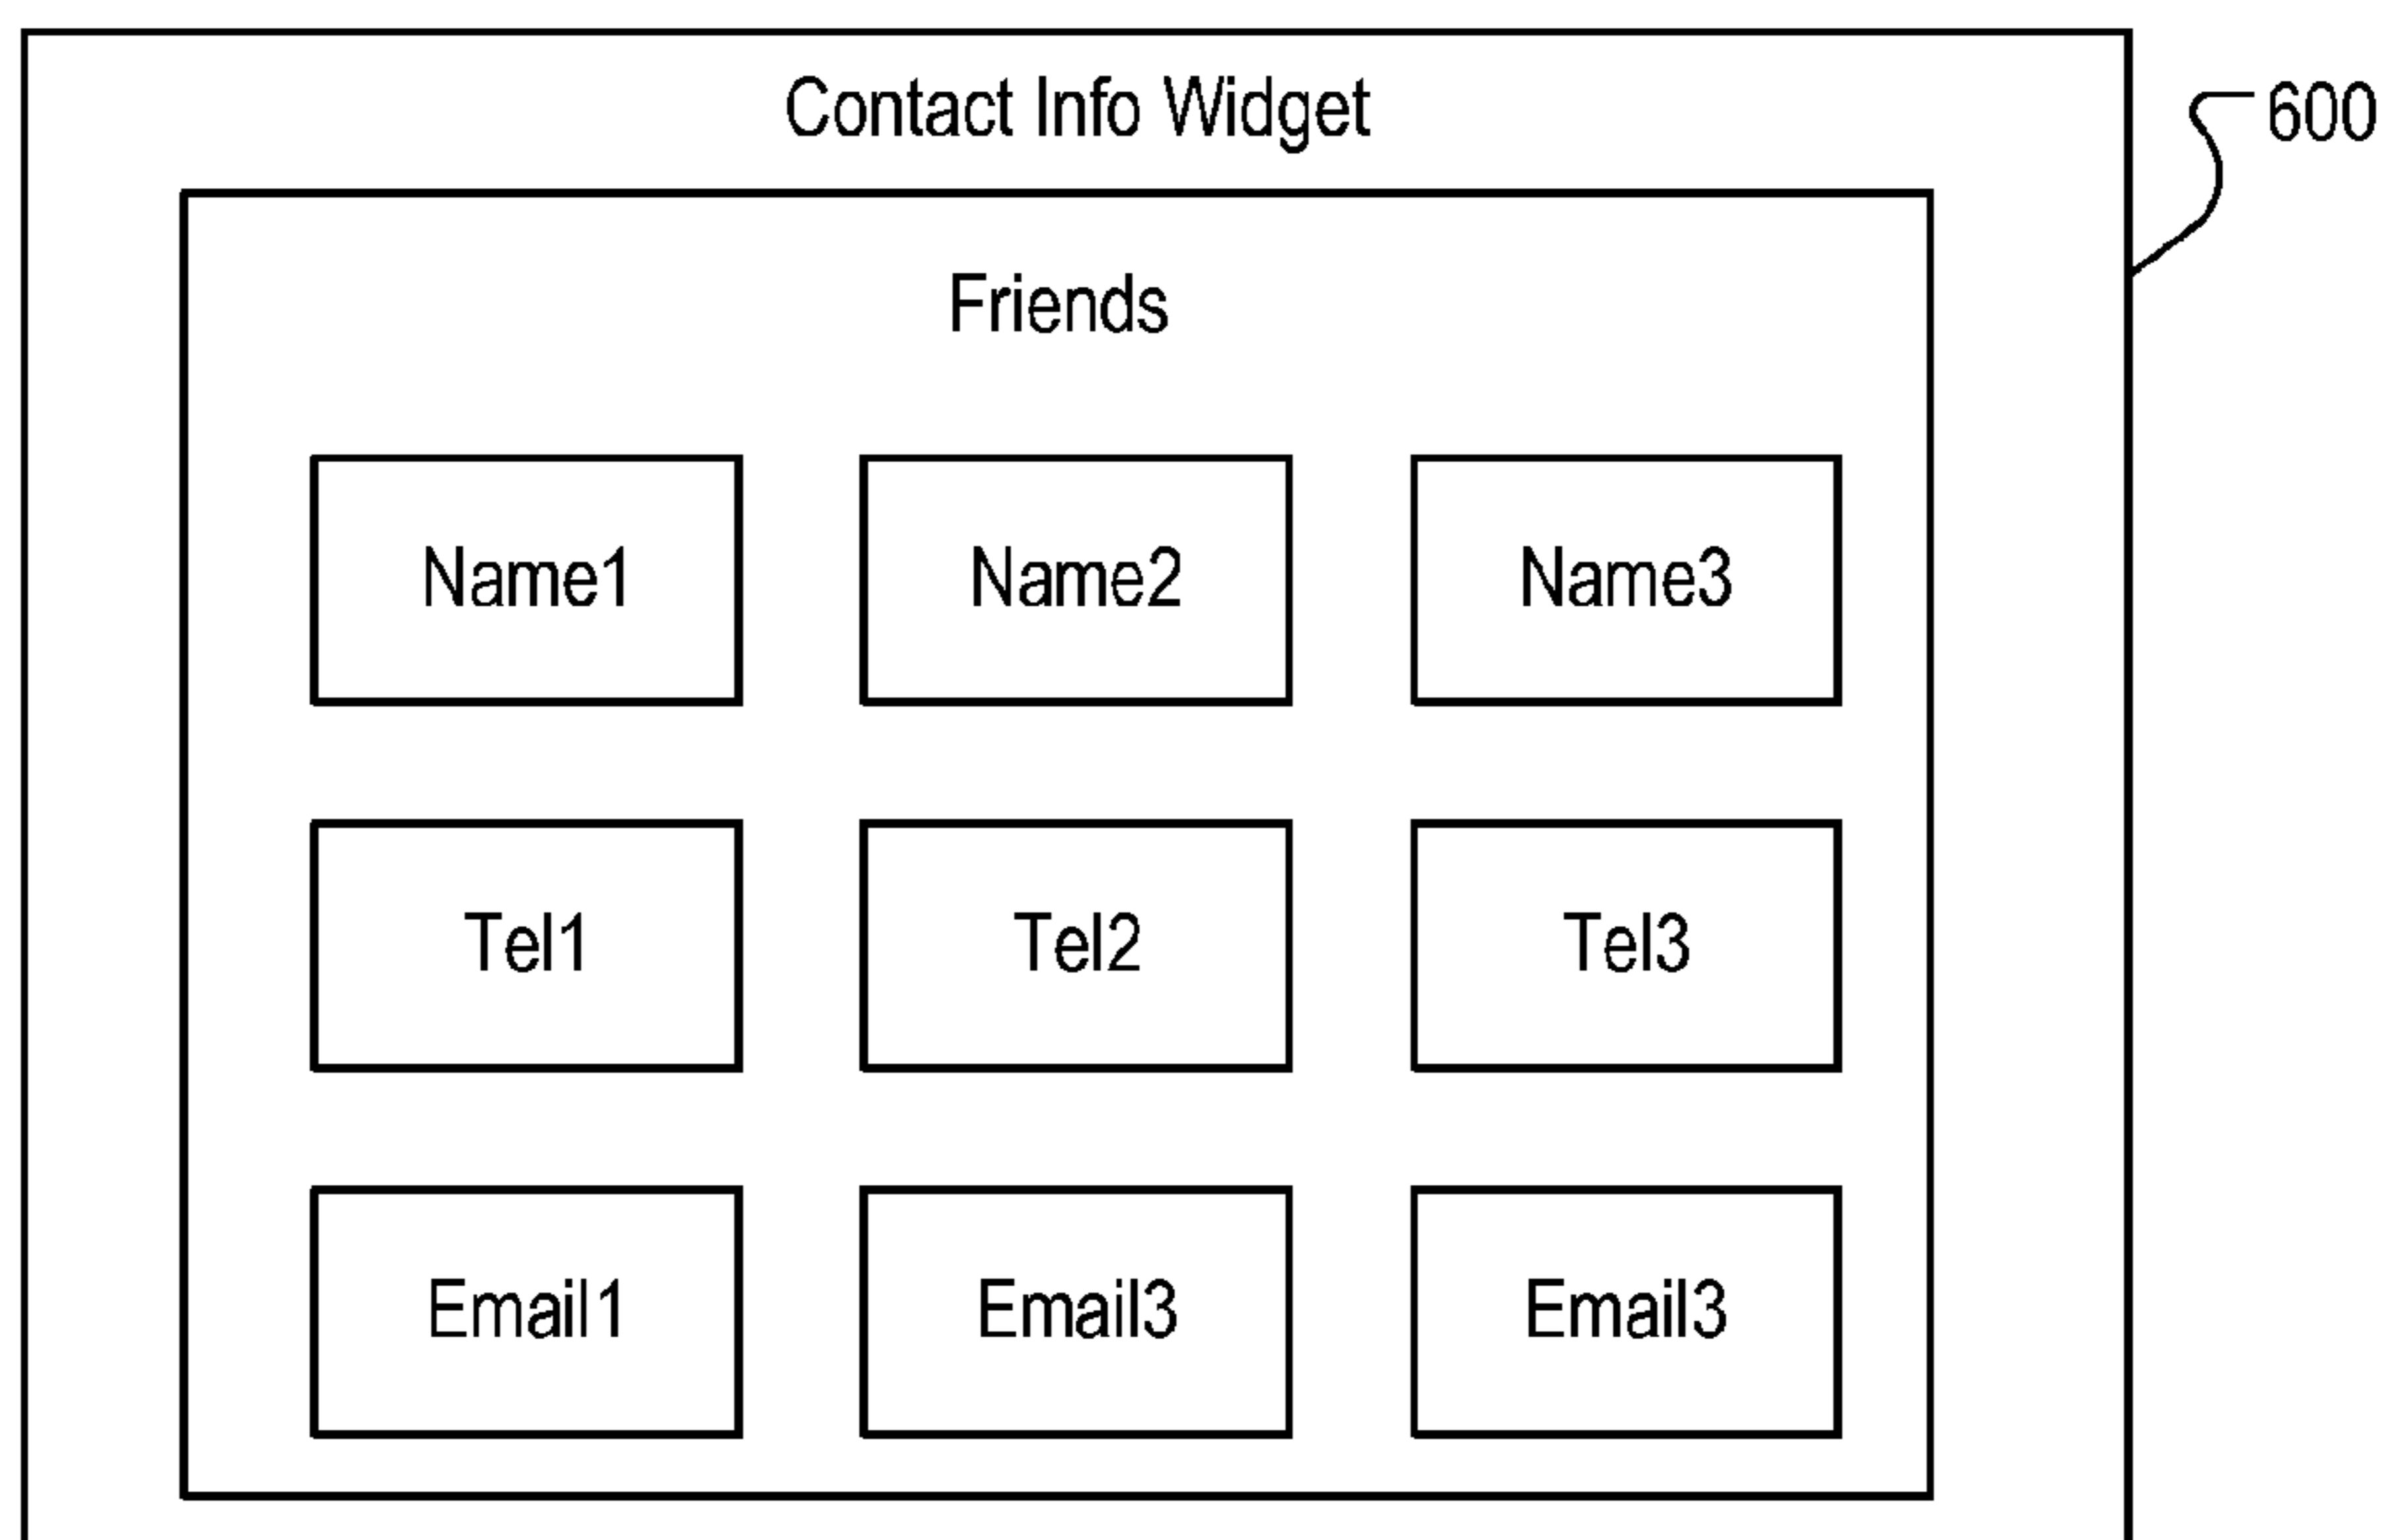 Contact Info Widget
600
Friends
Name1 Name2 Name3
Tel1 Tel2 Tel3
Email1 Email3 Email3